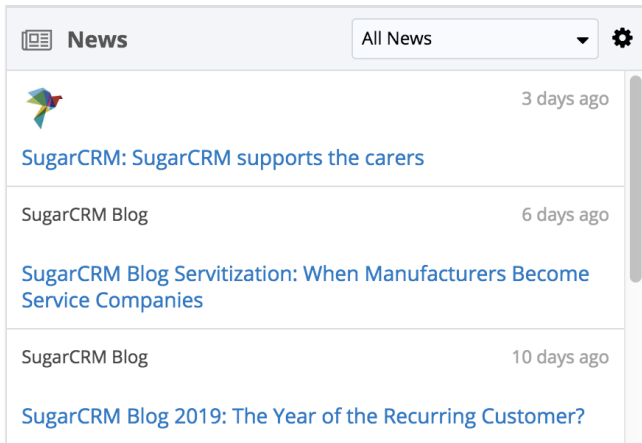 News
All News
3 days ago
SugarCRM: SugarCRM supports the carers
SugarCRM Blog
6 days ago
SugarCRM Blog Servitization: When Manufacturers Become
Service Companies
SugarCRM Blog
10 days ago
SugarCRM Blog 2019: The Year of the Recurring Customer?